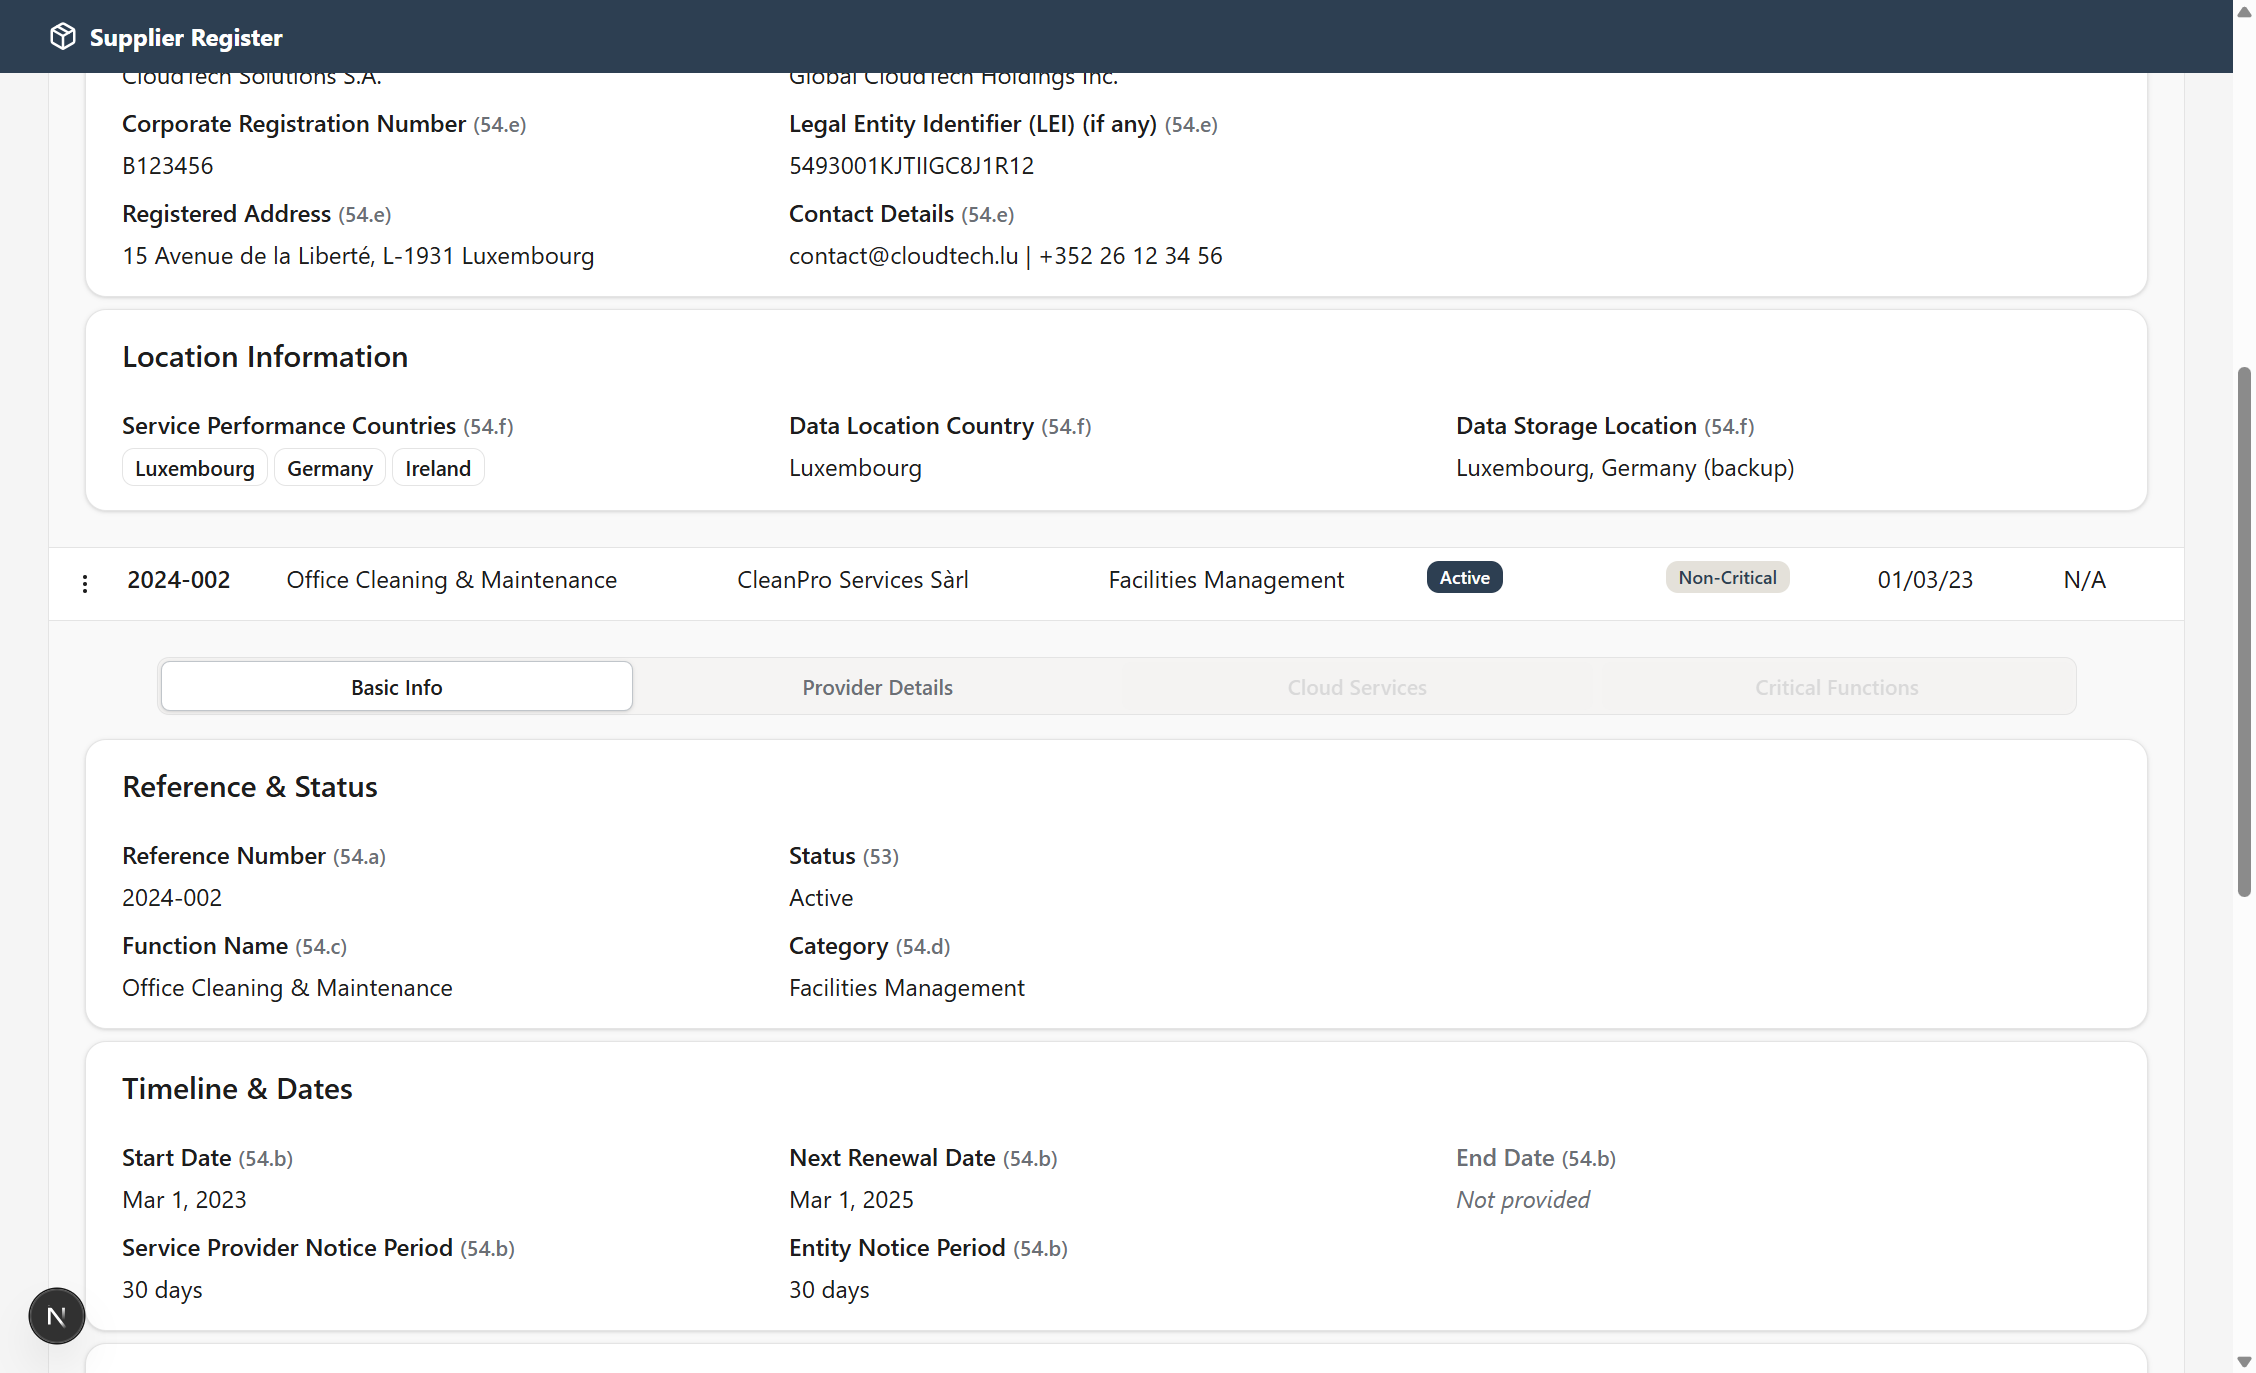 Supplier Register
CloudTech Solutions S.A. Global CloudTech Holdings Inc.
Corporate Registration Number (54.e) Legal Entity Identifier (LEI) (if any) (54.e)
B123456 5493001KJTIIGC8J1R12
Registered Address (54.e) Contact Details (54.e)
15 Avenue de la Liberté, L-1931 Luxembourg contact@cloudtech.lu | +352 26 12 34 56
Location Information
Service Performance Countries (54.f) Data Location Country (54.f) Data Storage Location (54.f)
Luxembourg Germany Ireland Luxembourg Luxembourg, Germany (backup)
2024-002 Office Cleaning & Maintenance CleanPro Services Sàrl Facilities Management Active Non-Critical 01/03/23 N/A
Basic Info Provider Details Cloud Services Critical Functions
Reference & Status
Reference Number (54.a) Status (53)
2024-002 Active
Function Name (54.c) Category (54.d)
Office Cleaning & Maintenance Facilities Management
Timeline & Dates
Start Date (54.b) Next Renewal Date (54.b) End Date (54.b)
Mar 1, 2023 Mar 1, 2025 Not provided
Service Provider Notice Period (54.b) Entity Notice Period (54.b)
30 days 30 days
N